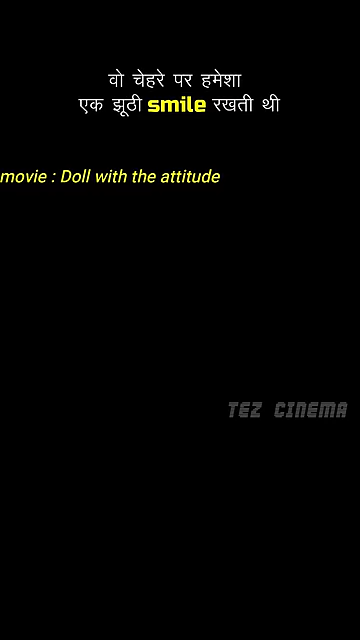 वो चेहरे पर हमेशा
एक झूठी smile रखती थी
movie : Doll with the attitude
TEZ CINEMA